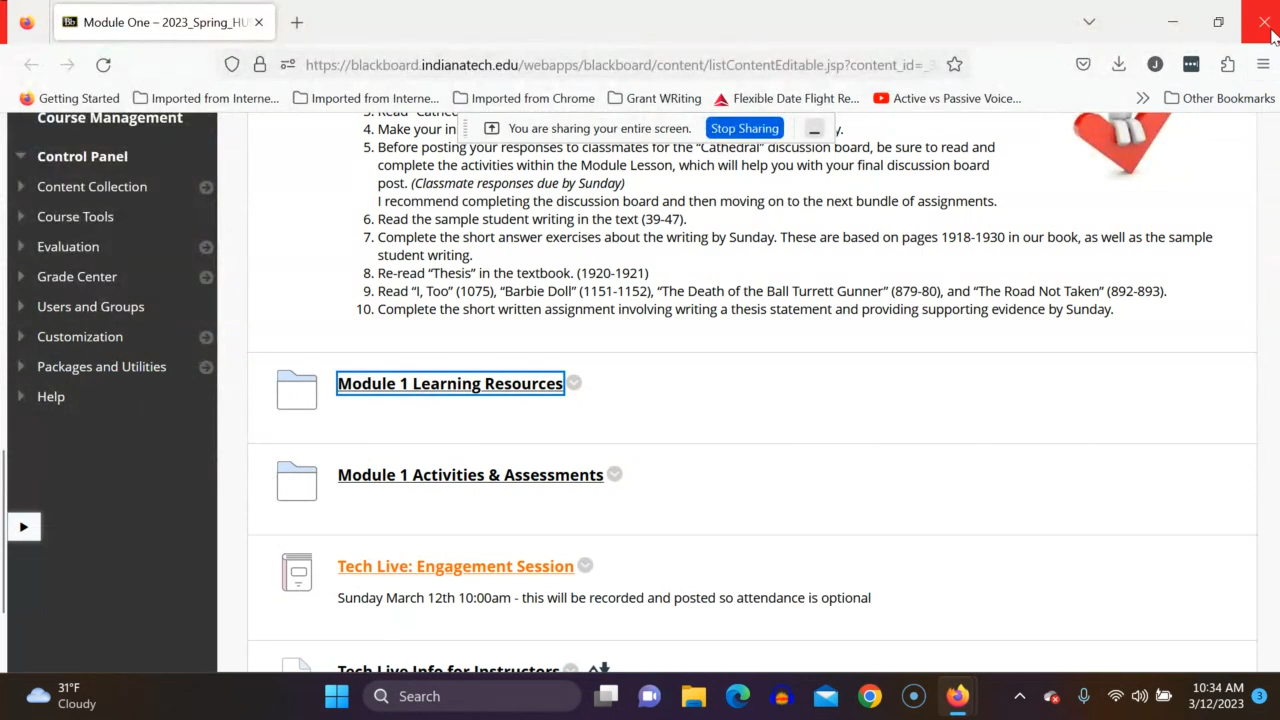 Bb Module One – 2023_Spring_HU
https://blackboard.indianatech.edu/webapps/blackboard/content/listContentEditable.jsp?content_id=_
Getting Started Imported from Interne... Imported from Interne... Imported from Chrome Grant WRiting Flexible Date Flight Re... Active vs Passive Voice... Other Bookmarks
You are sharing your entire screen. Stop Sharing
Course Management
Control Panel
Content Collection
Course Tools
Evaluation
Grade Center
Users and Groups
Customization
Packages and Utilities
Help
4. Make your in
5. Before posting your responses to classmates for the “Cathedral” discussion board, be sure to read and
complete the activities within the Module Lesson, which will help you with your final discussion board
post. (Classmate responses due by Sunday)
I recommend completing the discussion board and then moving on to the next bundle of assignments.
6. Read the sample student writing in the text (39-47).
7. Complete the short answer exercises about the writing by Sunday. These are based on pages 1918-1930 in our book, as well as the sample
student writing.
8. Re-read “Thesis” in the textbook. (1920-1921)
9. Read “I, Too” (1075), “Barbie Doll” (1151-1152), “The Death of the Ball Turrett Gunner” (879-80), and “The Road Not Taken” (892-893).
10. Complete the short written assignment involving writing a thesis statement and providing supporting evidence by Sunday.
Module 1 Learning Resources
Module 1 Activities & Assessments
Tech Live: Engagement Session
Sunday March 12th 10:00am - this will be recorded and posted so attendance is optional
Tech Live Info for Instructors
31°F
Cloudy
Search
10:34 AM
3/12/2023
3